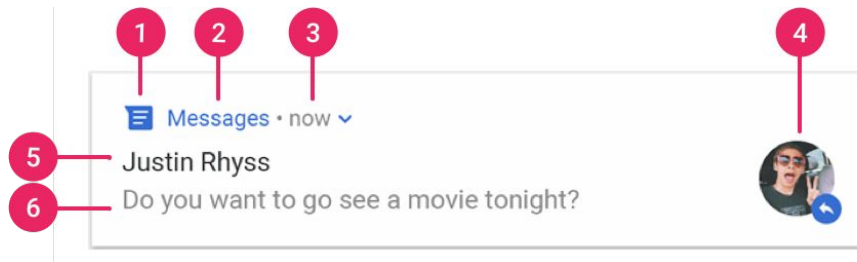 1 2 3 4
Messages • now
5 Justin Rhyss
6 Do you want to go see a movie tonight?